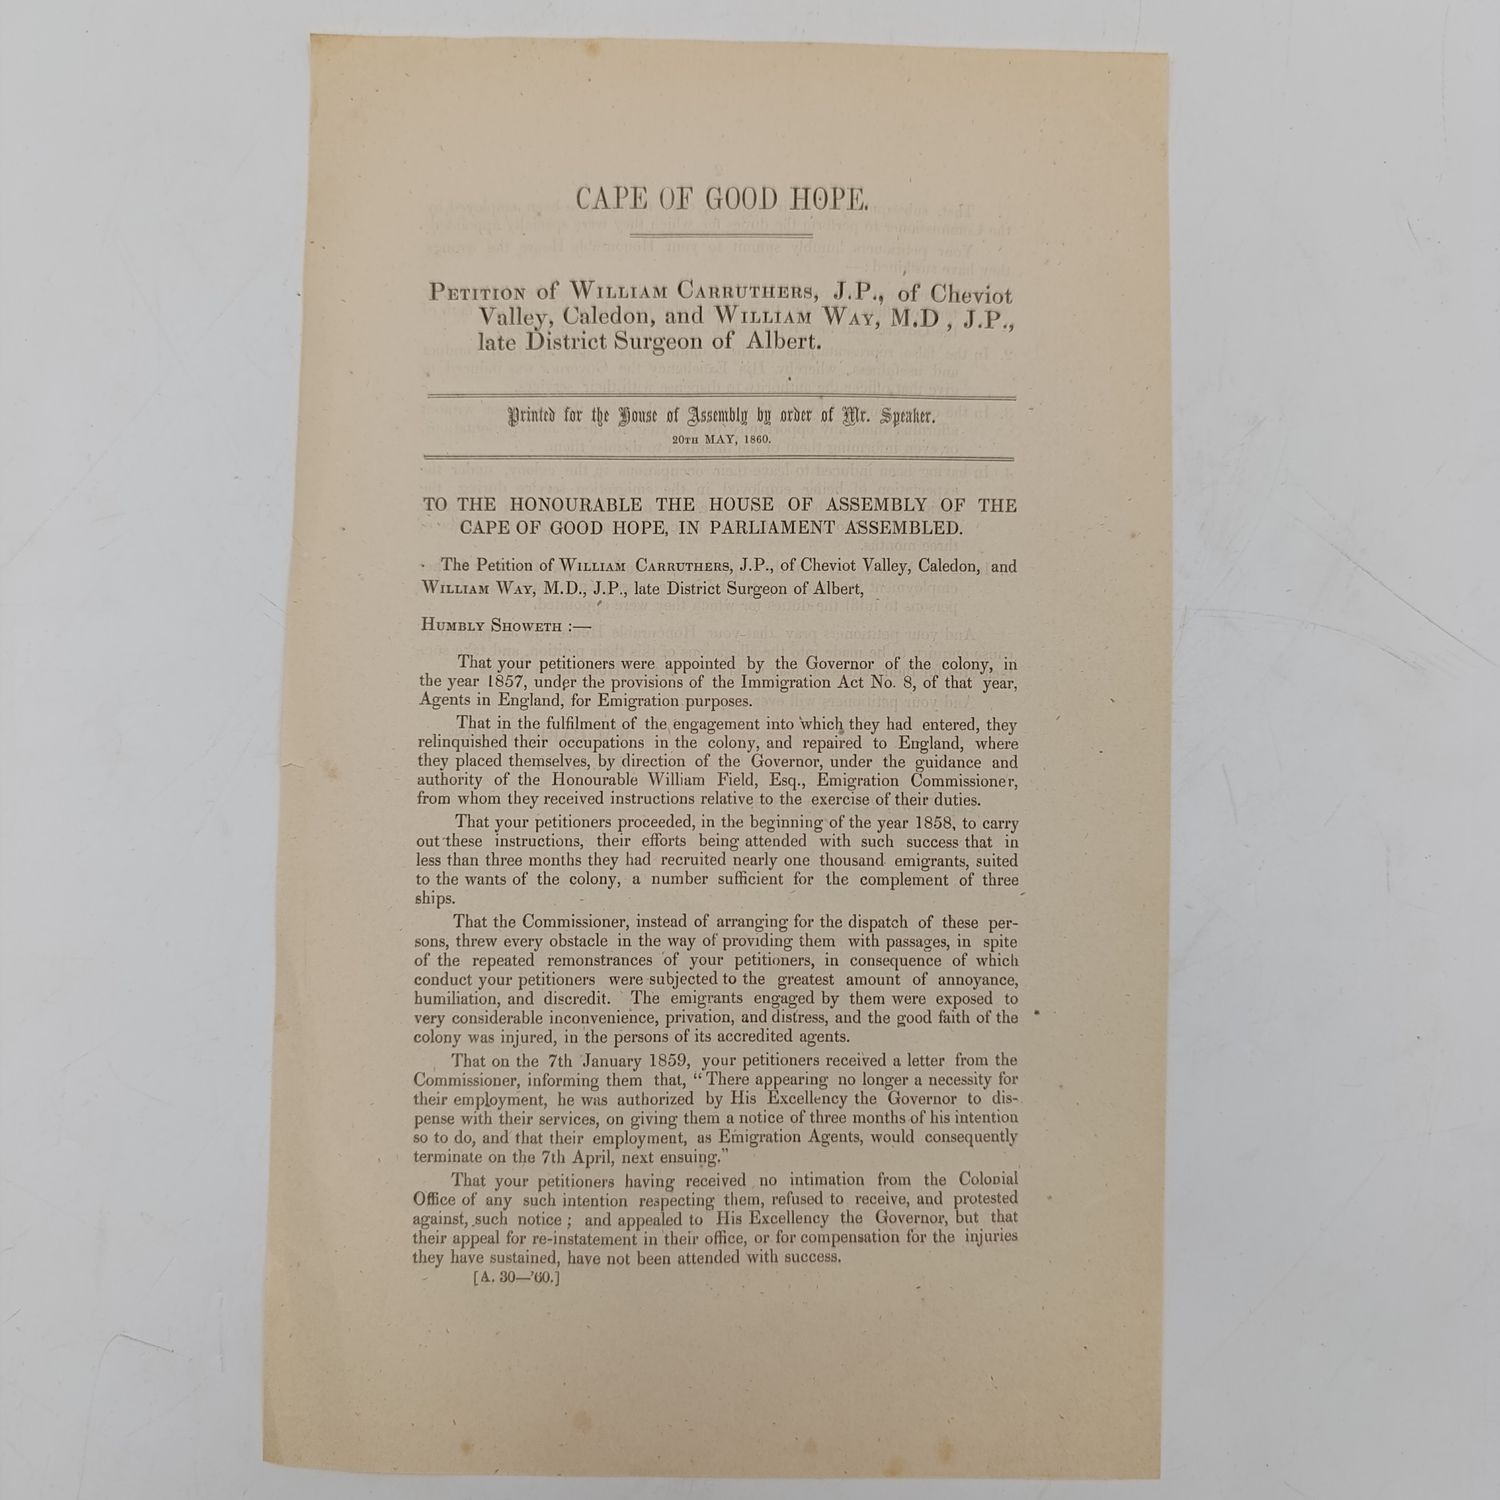 CAPE OF GOOD HOPE.
PETITION of WILLIAM CARRUTHERS, J.P., of Cheviot
Valley, Caledon, and WILLIAM WAY, M.D , J.P.,
late District Surgeon of Albert.
Printed for the House of Assembly by order of Mr. Speaker.
20TH MAY, 1860.
TO THE HONOURABLE THE HOUSE OF ASSEMBLY OF THE
CAPE OF GOOD HOPE, IN PARLIAMENT ASSEMBLED.
The Petition of WILLIAM CARRUTHERS, J.P., of Cheviot Valley, Caledon, and
WILLIAM WAY, M.D., J.P., late District Surgeon of Albert,
HUMBLY SHOWETH :—
That your petitioners were appointed by the Governor of the colony, in
the year 1857, under the provisions of the Immigration Act No. 8, of that year,
Agents in England, for Emigration purposes.
That in the fulfilment of the engagement into which they had entered, they
relinquished their occupations in the colony, and repaired to England, where
they placed themselves, by direction of the Governor, under the guidance and
authority of the Honourable William Field, Esq., Emigration Commissioner,
from whom they received instructions relative to the exercise of their duties.
That your petitioners proceeded, in the beginning of the year 1858, to carry
out these instructions, their efforts being attended with such success that in
less than three months they had recruited nearly one thousand emigrants, suited
to the wants of the colony, a number sufficient for the complement of three
ships.
That the Commissioner, instead of arranging for the dispatch of these per-
sons, threw every obstacle in the way of providing them with passages, in spite
of the repeated remonstrances of your petitioners, in consequence of which
conduct your petitioners were subjected to the greatest amount of annoyance,
humiliation, and discredit. The emigrants engaged by them were exposed to
very considerable inconvenience, privation, and distress, and the good faith of the
colony was injured, in the persons of its accredited agents.
That on the 7th January 1859, your petitioners received a letter from the
Commissioner, informing them that, “There appearing no longer a necessity for
their employment, he was authorized by His Excellency the Governor to dis-
pense with their services, on giving them a notice of three months of his intention
so to do, and that their employment, as Emigration Agents, would consequently
terminate on the 7th April, next ensuing.”
That your petitioners having received no intimation from the Colonial
Office of any such intention respecting them, refused to receive, and protested
against, such notice ; and appealed to His Excellency the Governor, but that
their appeal for re-instatement in their office, or for compensation for the injuries
they have sustained, have not been attended with success.
[A. 30—'60.]